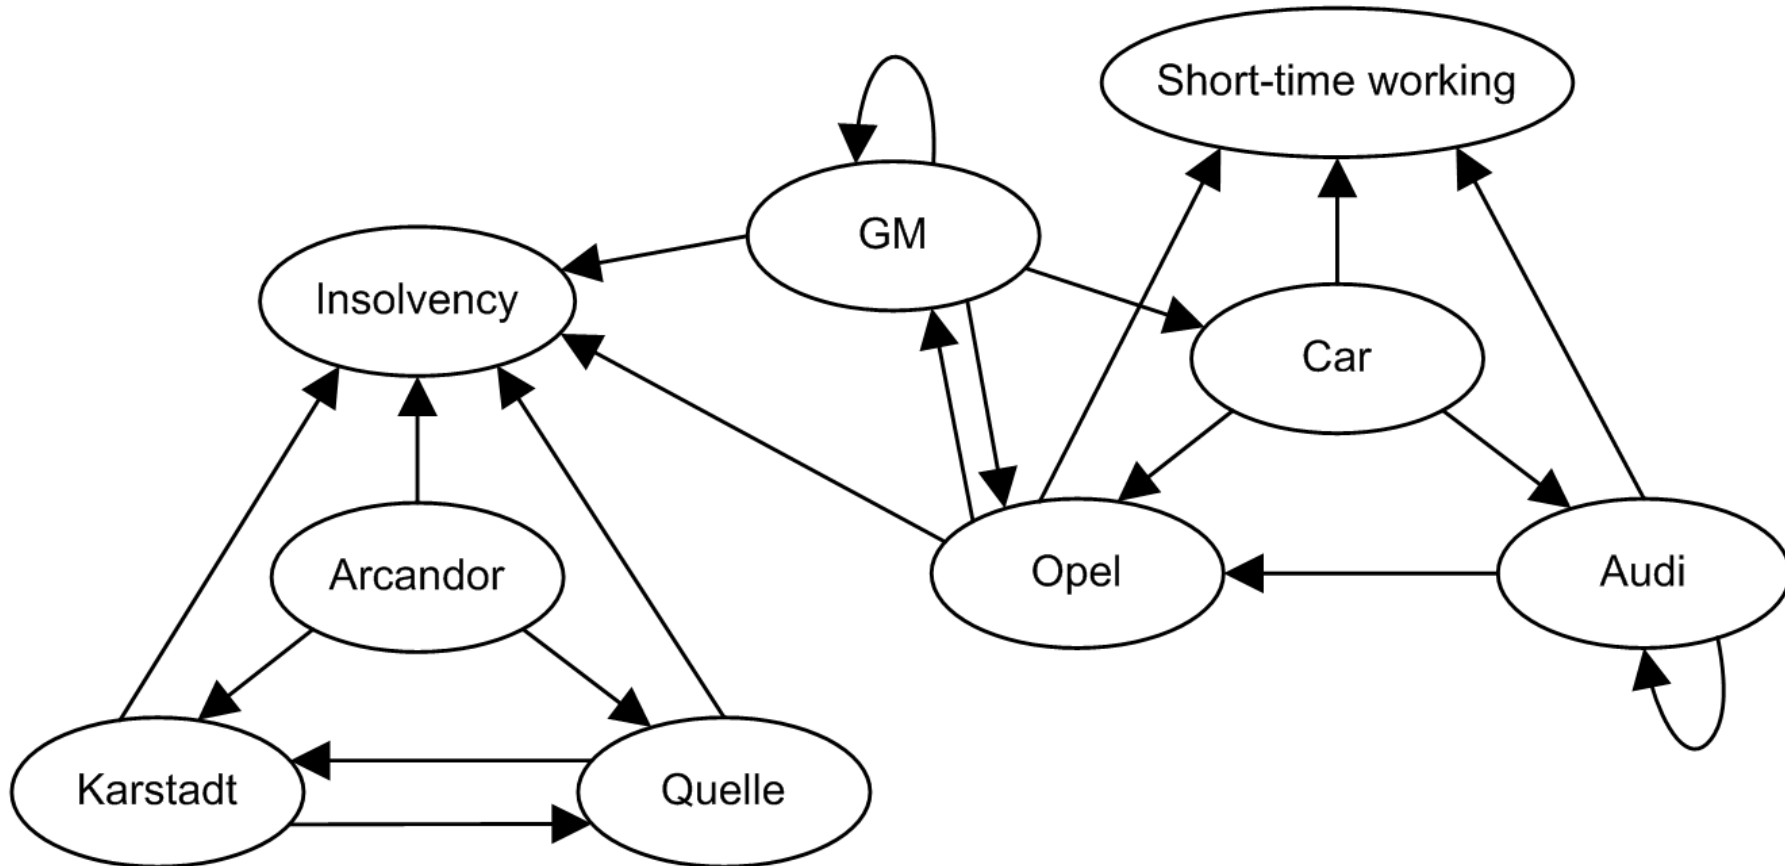 Short-time working
GM
Insolvency
Car
Arcandor
Opel
Audi
Karstadt
Quelle